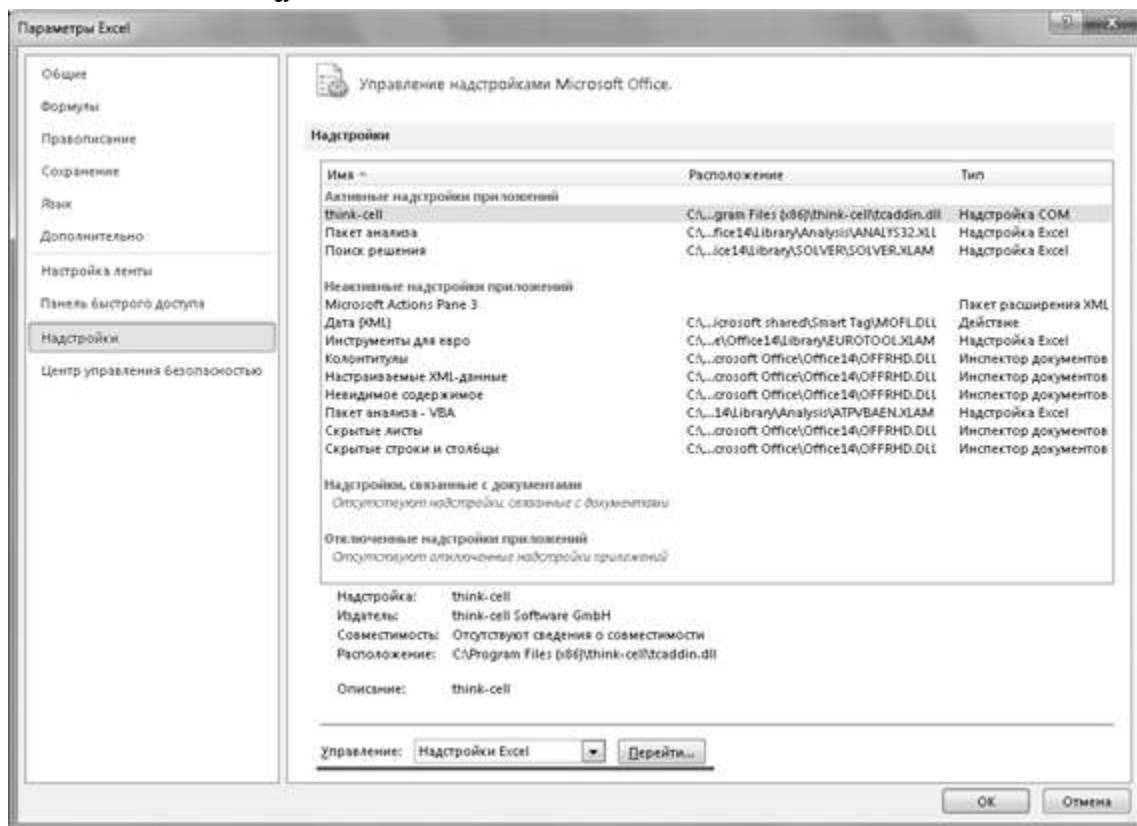 Параметры Excel
Общие
Формулы
Правописание
Сохранение
Язык
Дополнительно
Настройка ленты
Панель быстрого доступа
Надстройки
Центр управления безопасностью
Управление надстройками Microsoft Office.
Надстройки
Имя Расположение Тип
Активные надстройки приложений
think-cell C:\...gram Files (x86)\think-cell\tcaddin.dll Надстройка COM
Пакет анализа C:\...fice14\Library\Analysis\ANALYS32.XLL Надстройка Excel
Поиск решения C:\...ice14\Library\SOLVER\SOLVER.XLAM Надстройка Excel
Неактивные надстройки приложений
Microsoft Actions Pane 3 Пакет расширения XML
Дата (XML) C:\...icrosoft shared\Smart Tag\MOFL.DLL Действие
Инструменты для евро C:\...e\Office14\Library\EUROTOOL.XLAM Надстройка Excel
Колонтитулы C:\...crosoft Office\Office14\OFFRHD.DLL Инспектор документов
Настраиваемые XML-данные C:\...crosoft Office\Office14\OFFRHD.DLL Инспектор документов
Невидимое содержимое C:\...crosoft Office\Office14\OFFRHD.DLL Инспектор документов
Пакет анализа - VBA C:\...14\Library\Analysis\ATPVBAEN.XLAM Надстройка Excel
Скрытые листы C:\...crosoft Office\Office14\OFFRHD.DLL Инспектор документов
Скрытые строки и столбцы C:\...crosoft Office\Office14\OFFRHD.DLL Инспектор документов
Надстройки, связанные с документами
Отсутствуют надстройки, связанные с документами
Отключенные надстройки приложений
Отсутствуют отключенные надстройки приложений
Надстройка: think-cell
Издатель: think-cell Software GmbH
Совместимость: Отсутствуют сведения о совместимости
Расположение: C:\Program Files (x86)\think-cell\tcaddin.dll
Описание: think-cell
Управление: Надстройки Excel Перейти...
ОК Отмена